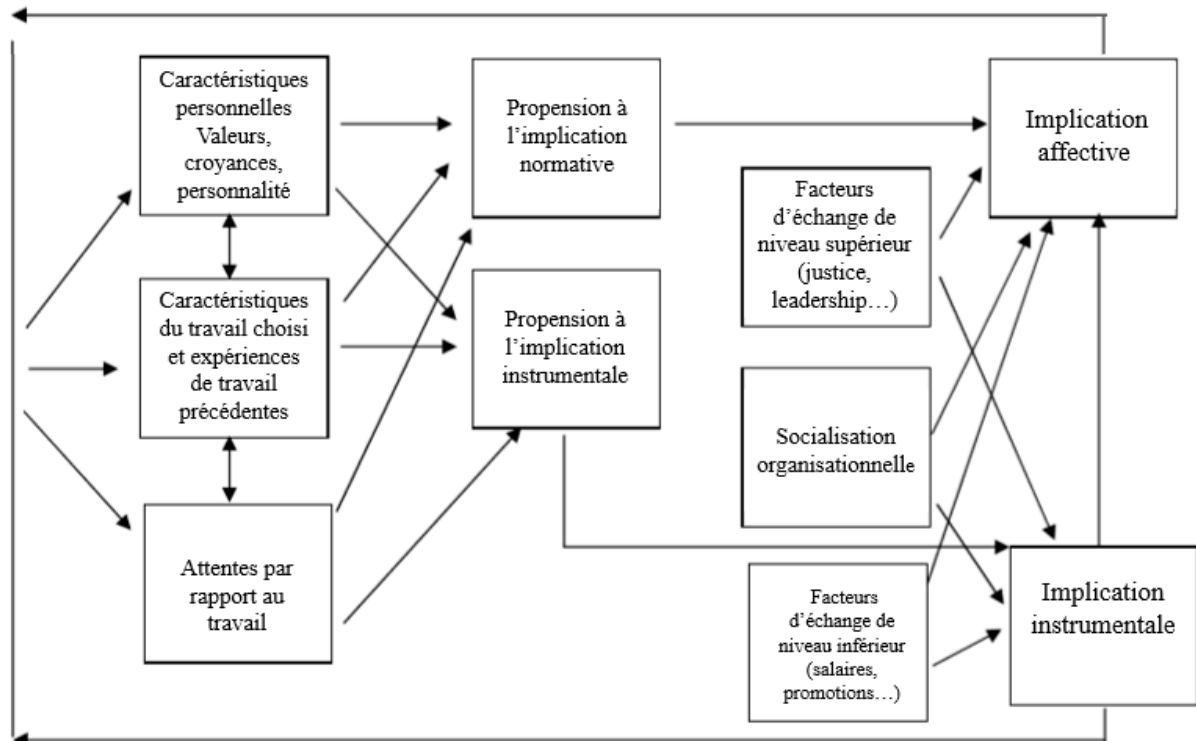 Caractéristiques
personnelles
Valeurs,
croyances,
personnalité
Propension à
l’implication
normative
Implication
affective
Facteurs
d’échange de
niveau supérieur
(justice,
leadership…)
Caractéristiques
du travail choisi
et expériences
de travail
précédentes
Propension à
l’implication
instrumentale
Socialisation
organisationnelle
Attentes par
rapport au
travail
Facteurs
d’échange de
niveau inférieur
(salaires,
promotions…)
Implication
instrumentale